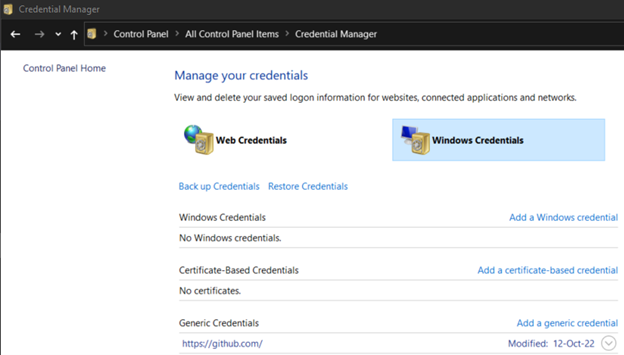 Credential Manager
Control Panel > All Control Panel Items > Credential Manager
Control Panel Home
Manage your credentials
View and delete your saved logon information for websites, connected applications and networks.
Web Credentials Windows Credentials
Back up Credentials Restore Credentials
Windows Credentials Add a Windows credential
No Windows credentials.
Certificate-Based Credentials Add a certificate-based credential
No certificates.
Generic Credentials Add a generic credential
https://github.com/ Modified: 12-Oct-22